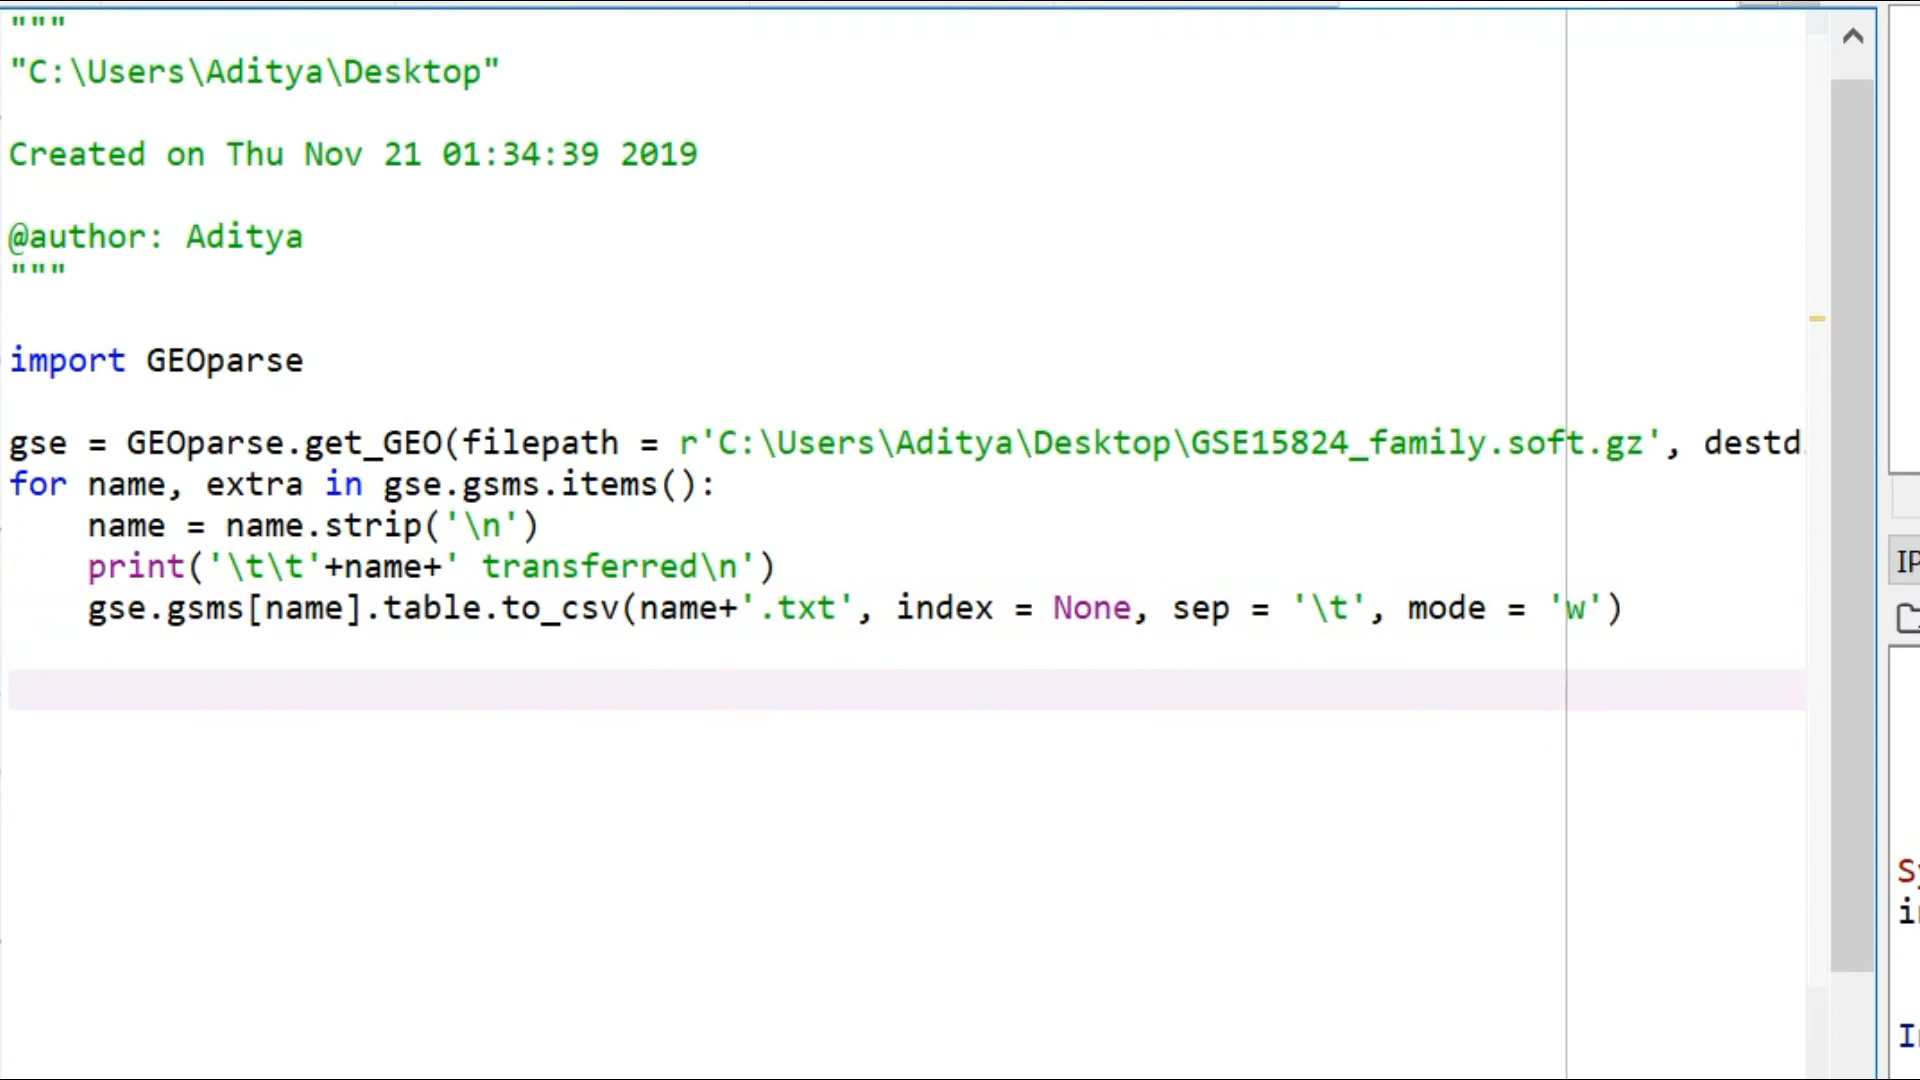 """
"C:\Users\Aditya\Desktop"
Created on Thu Nov 21 01:34:39 2019
@author: Aditya
"""
import GEOparse
gse = GEOparse.get_GEO(filepath = r'C:\Users\Aditya\Desktop\GSE15824_family.soft.gz', destd
for name, extra in gse.gsms.items():
    name = name.strip('\n')
    print('\t\t'+name+' transferred\n')
    gse.gsms[name].table.to_csv(name+'.txt', index = None, sep = '\t', mode = 'w')